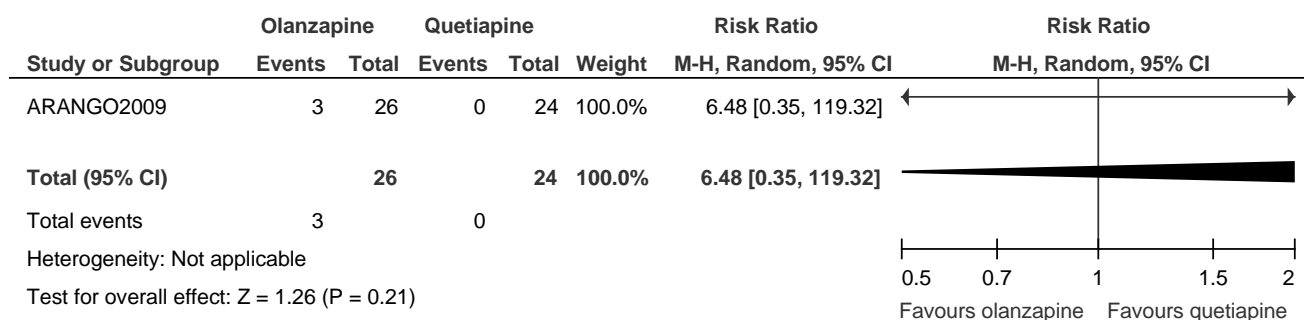 Olanzapine Quetiapine Risk Ratio Risk Ratio
Study or Subgroup Events Total Events Total Weight M-H, Random, 95% CI M-H, Random, 95% CI
ARANGO2009 3 26 0 24 100.0% 6.48 [0.35, 119.32]
Total (95% CI) 26 24 100.0% 6.48 [0.35, 119.32]
Total events 3 0
Heterogeneity: Not applicable
Test for overall effect: Z = 1.26 (P = 0.21)
0.5 0.7 1 1.5 2
Favours olanzapine Favours quetiapine